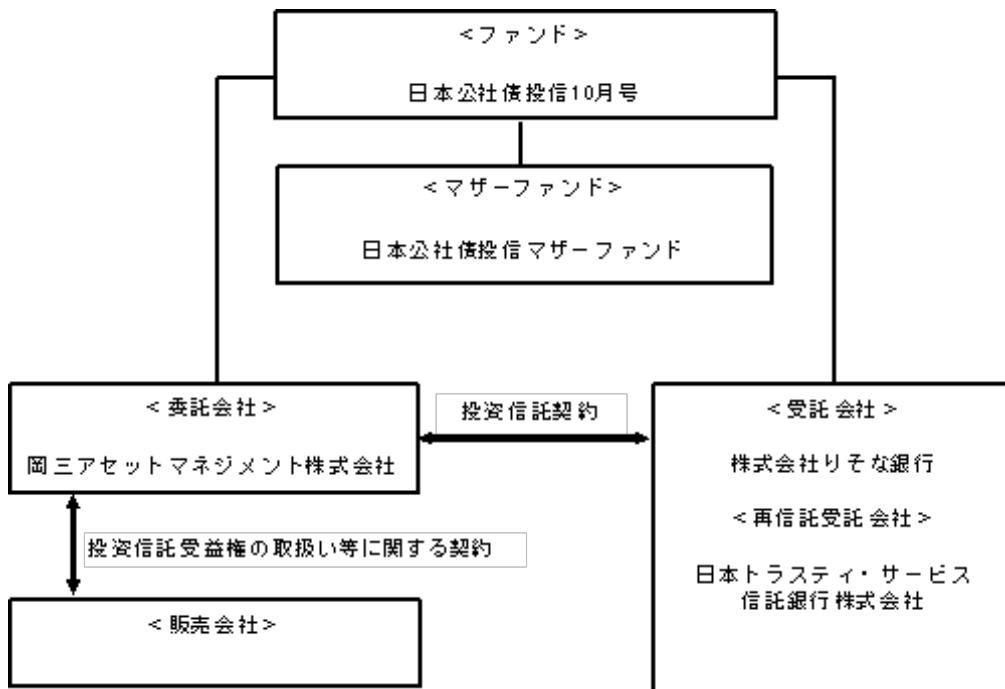 ＜ファンド＞
日本公社債投信10月号
＜マザーファンド＞
日本公社債投信マザーファンド
＜委託会社＞
岡三アセットマネジメント株式会社
投資信託契約
＜受託会社＞
株式会社りそな銀行
＜再信託受託会社＞
日本トラスティ・サービス
信託銀行株式会社
投資信託受益権の取扱い等に関する契約
＜販売会社＞